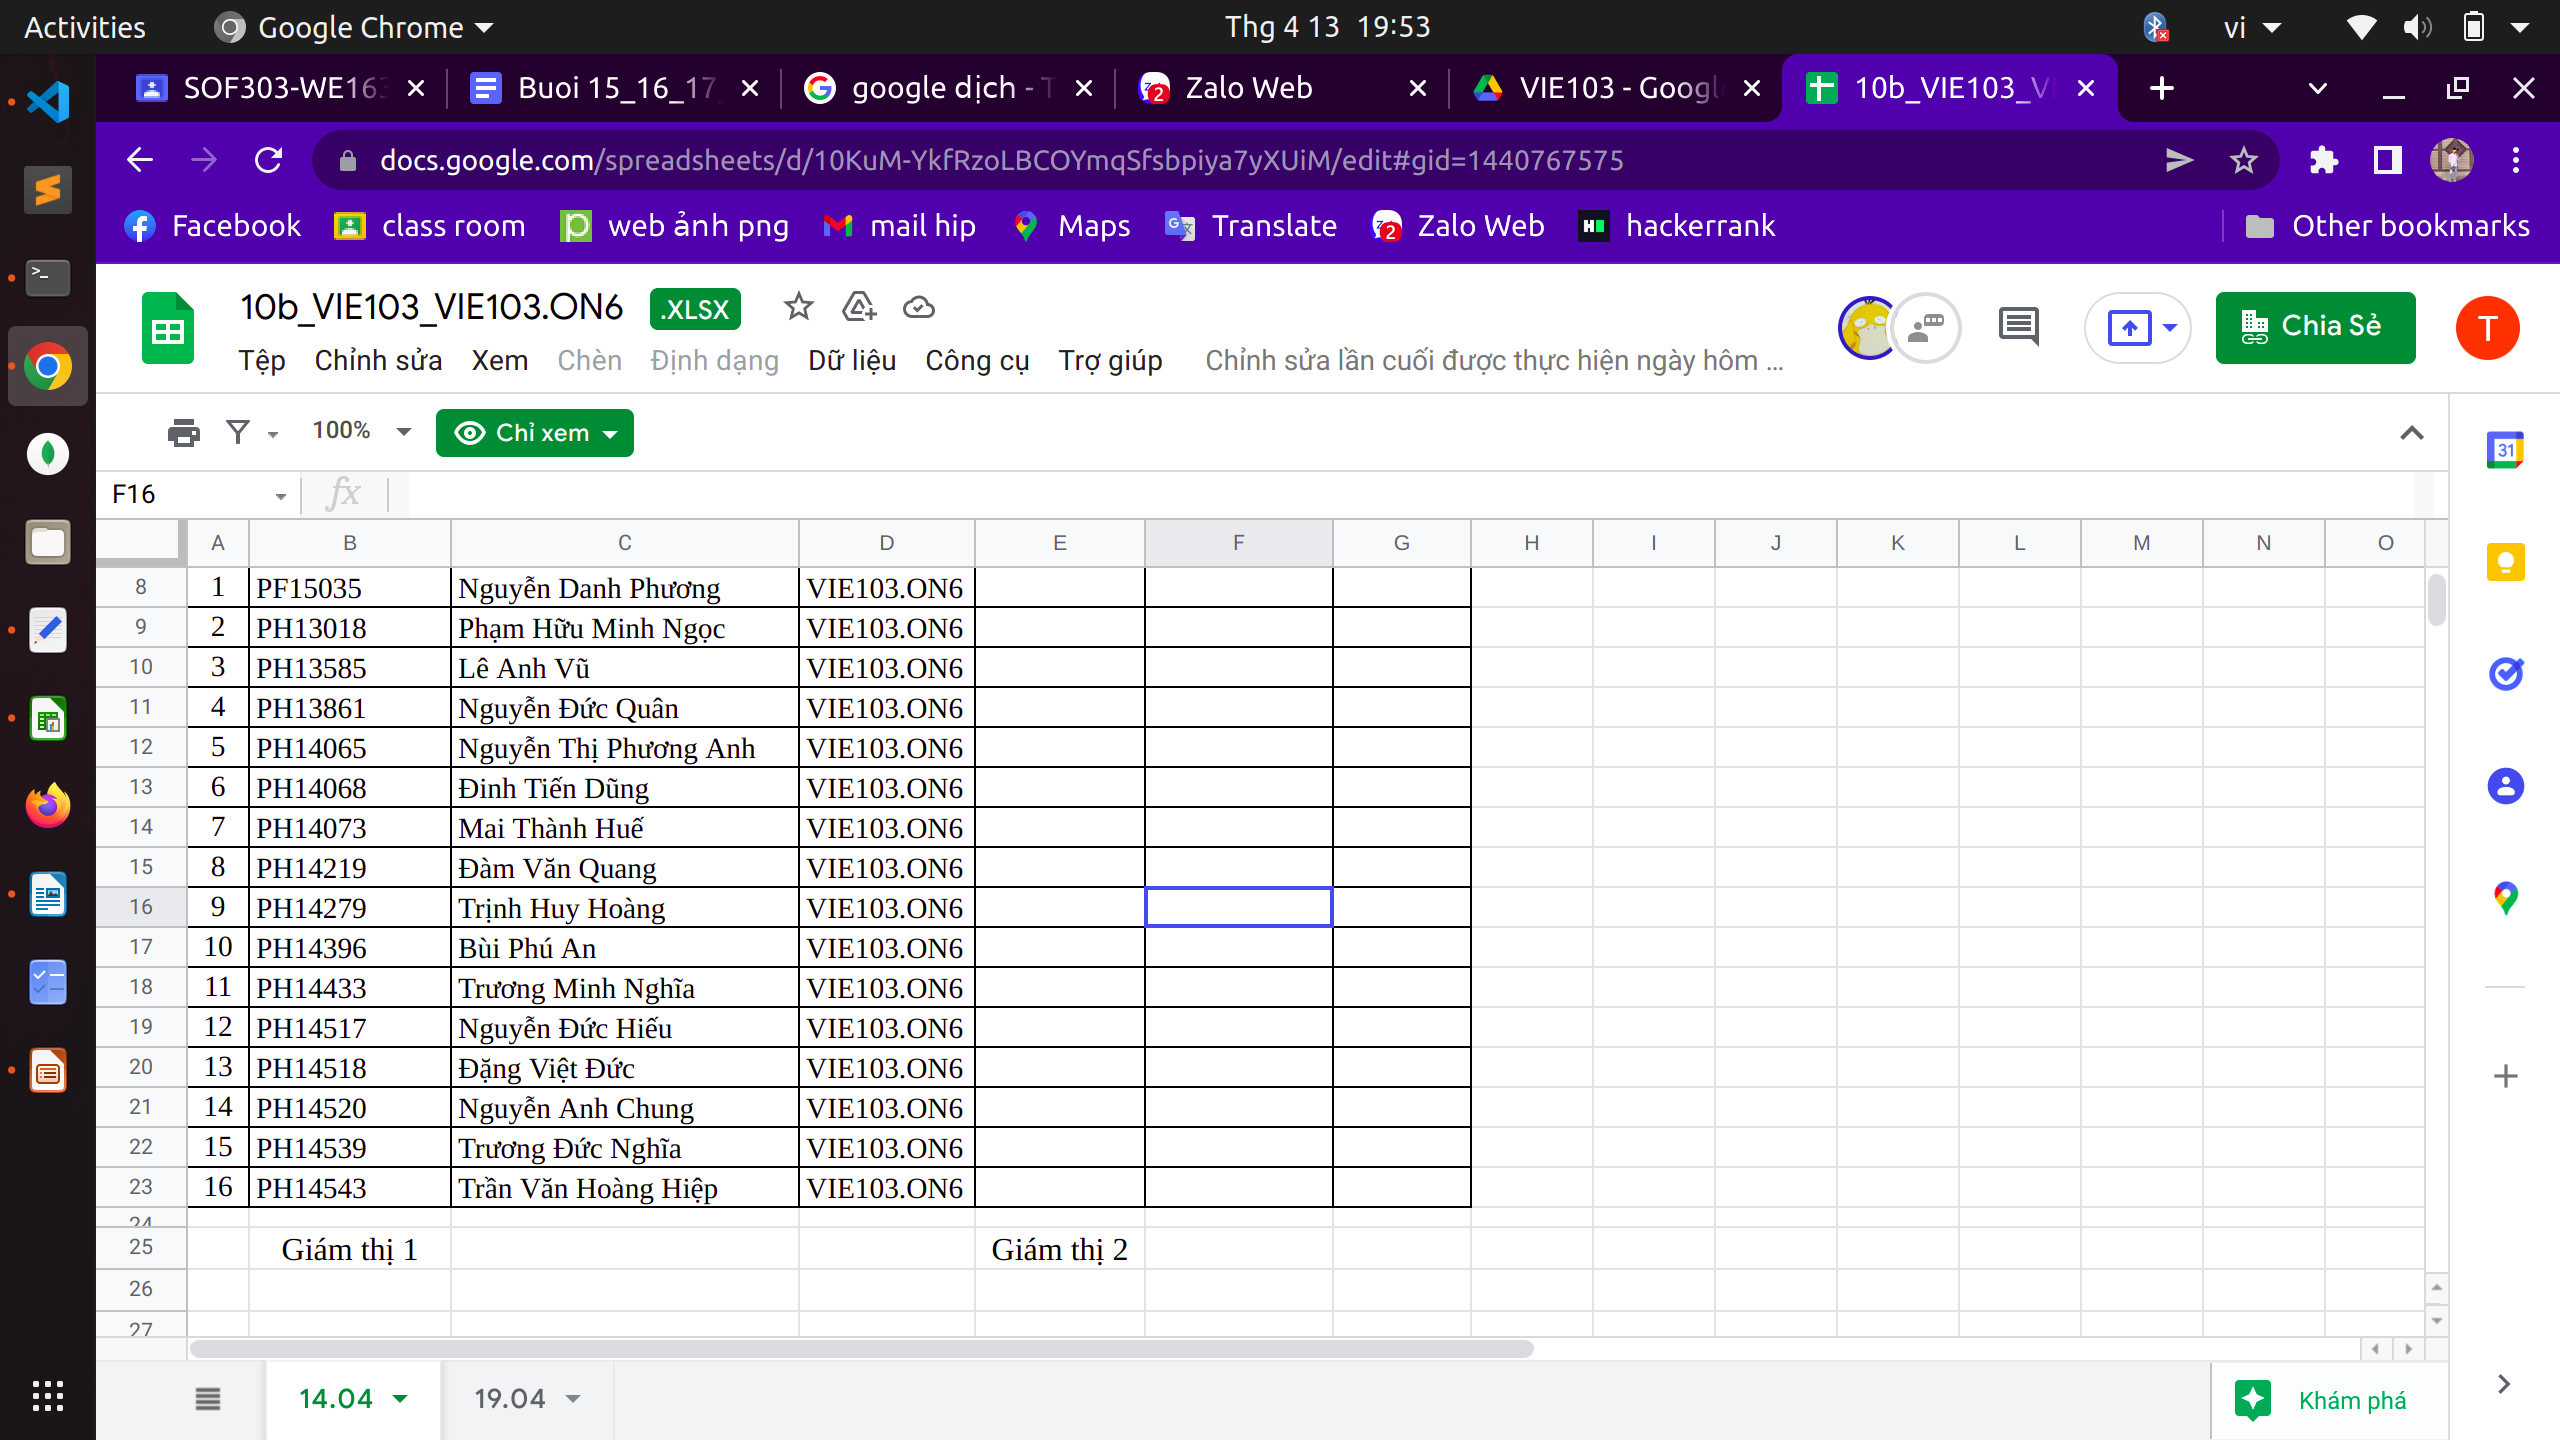 Activities
Google Chrome
Thg 4 13 19:53
vi
SOF303-WE163
Buoi 15_16_17_
google dịch - T
Zalo Web
VIE103 - Google
10b_VIE103_VI
docs.google.com/spreadsheets/d/10KuM-YkfRzoLBCOYmqSfsbpiya7yXUiM/edit#gid=1440767575
Facebook
class room
web ảnh png
mail hip
Maps
Translate
Zalo Web
hackerrank
Other bookmarks
10b_VIE103_VIE103.ON6
.XLSX
Chia Sẻ
T
Tệp Chỉnh sửa Xem Chèn Định dạng Dữ liệu Công cụ Trợ giúp Chỉnh sửa lần cuối được thực hiện ngày hôm ...
100%
Chỉ xem
31
F16
fx
A B C D E F G H I J K L M N O
8 1 PF15035 Nguyễn Danh Phương VIE103.ON6
9 2 PH13018 Phạm Hữu Minh Ngọc VIE103.ON6
10 3 PH13585 Lê Anh Vũ VIE103.ON6
11 4 PH13861 Nguyễn Đức Quân VIE103.ON6
12 5 PH14065 Nguyễn Thị Phương Anh VIE103.ON6
13 6 PH14068 Đinh Tiến Dũng VIE103.ON6
14 7 PH14073 Mai Thành Huế VIE103.ON6
15 8 PH14219 Đàm Văn Quang VIE103.ON6
16 9 PH14279 Trịnh Huy Hoàng VIE103.ON6
17 10 PH14396 Bùi Phú An VIE103.ON6
18 11 PH14433 Trương Minh Nghĩa VIE103.ON6
19 12 PH14517 Nguyễn Đức Hiếu VIE103.ON6
20 13 PH14518 Đặng Việt Đức VIE103.ON6
21 14 PH14520 Nguyễn Anh Chung VIE103.ON6
22 15 PH14539 Trương Đức Nghĩa VIE103.ON6
23 16 PH14543 Trần Văn Hoàng Hiệp VIE103.ON6
24
25 Giám thị 1 Giám thị 2
26
27
14.04
19.04
Khám phá